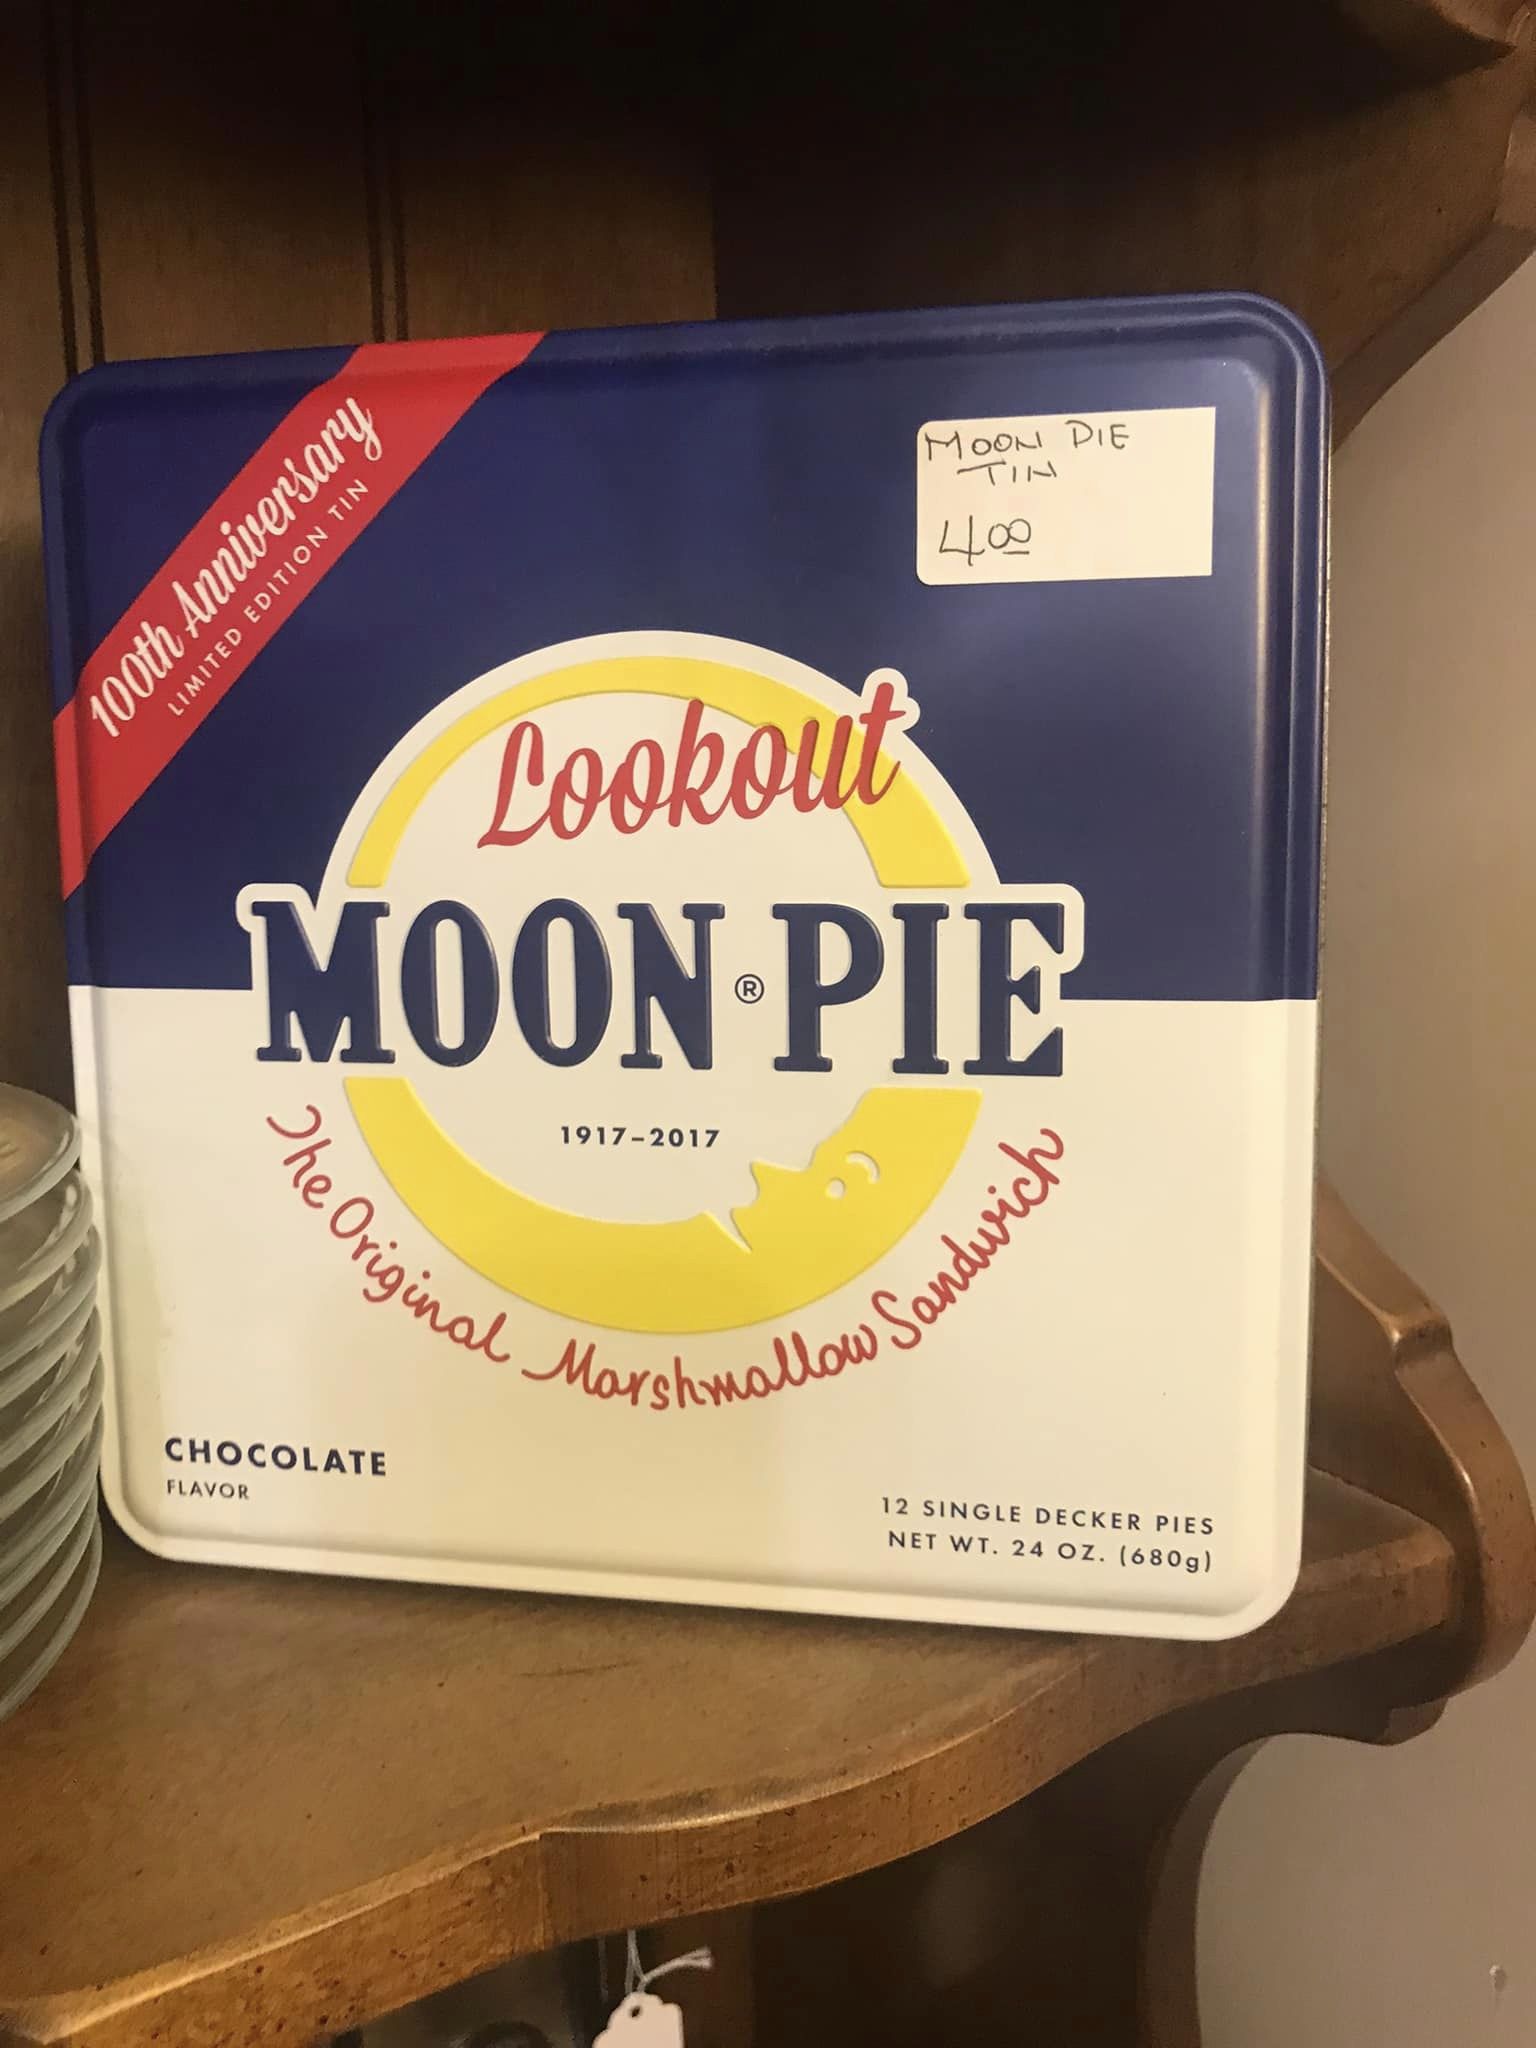 100th Anniversary
LIMITED EDITION TIN
MOON PIE
TIN
4.00
Lookout
MOON®PIE
1917–2017
The Original Marshmallow Sandwich
CHOCOLATE
FLAVOR
12 SINGLE DECKER PIES
NET WT. 24 OZ. (680g)